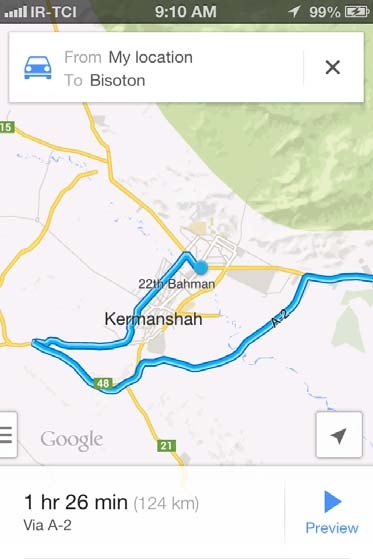 IR-TCI 9:10 AM 99%
From My location
To Bisoton
15
22th Bahman
Kermanshah
A-2
48
Google
21
1 hr 26 min (124 km)
Via A-2
Preview